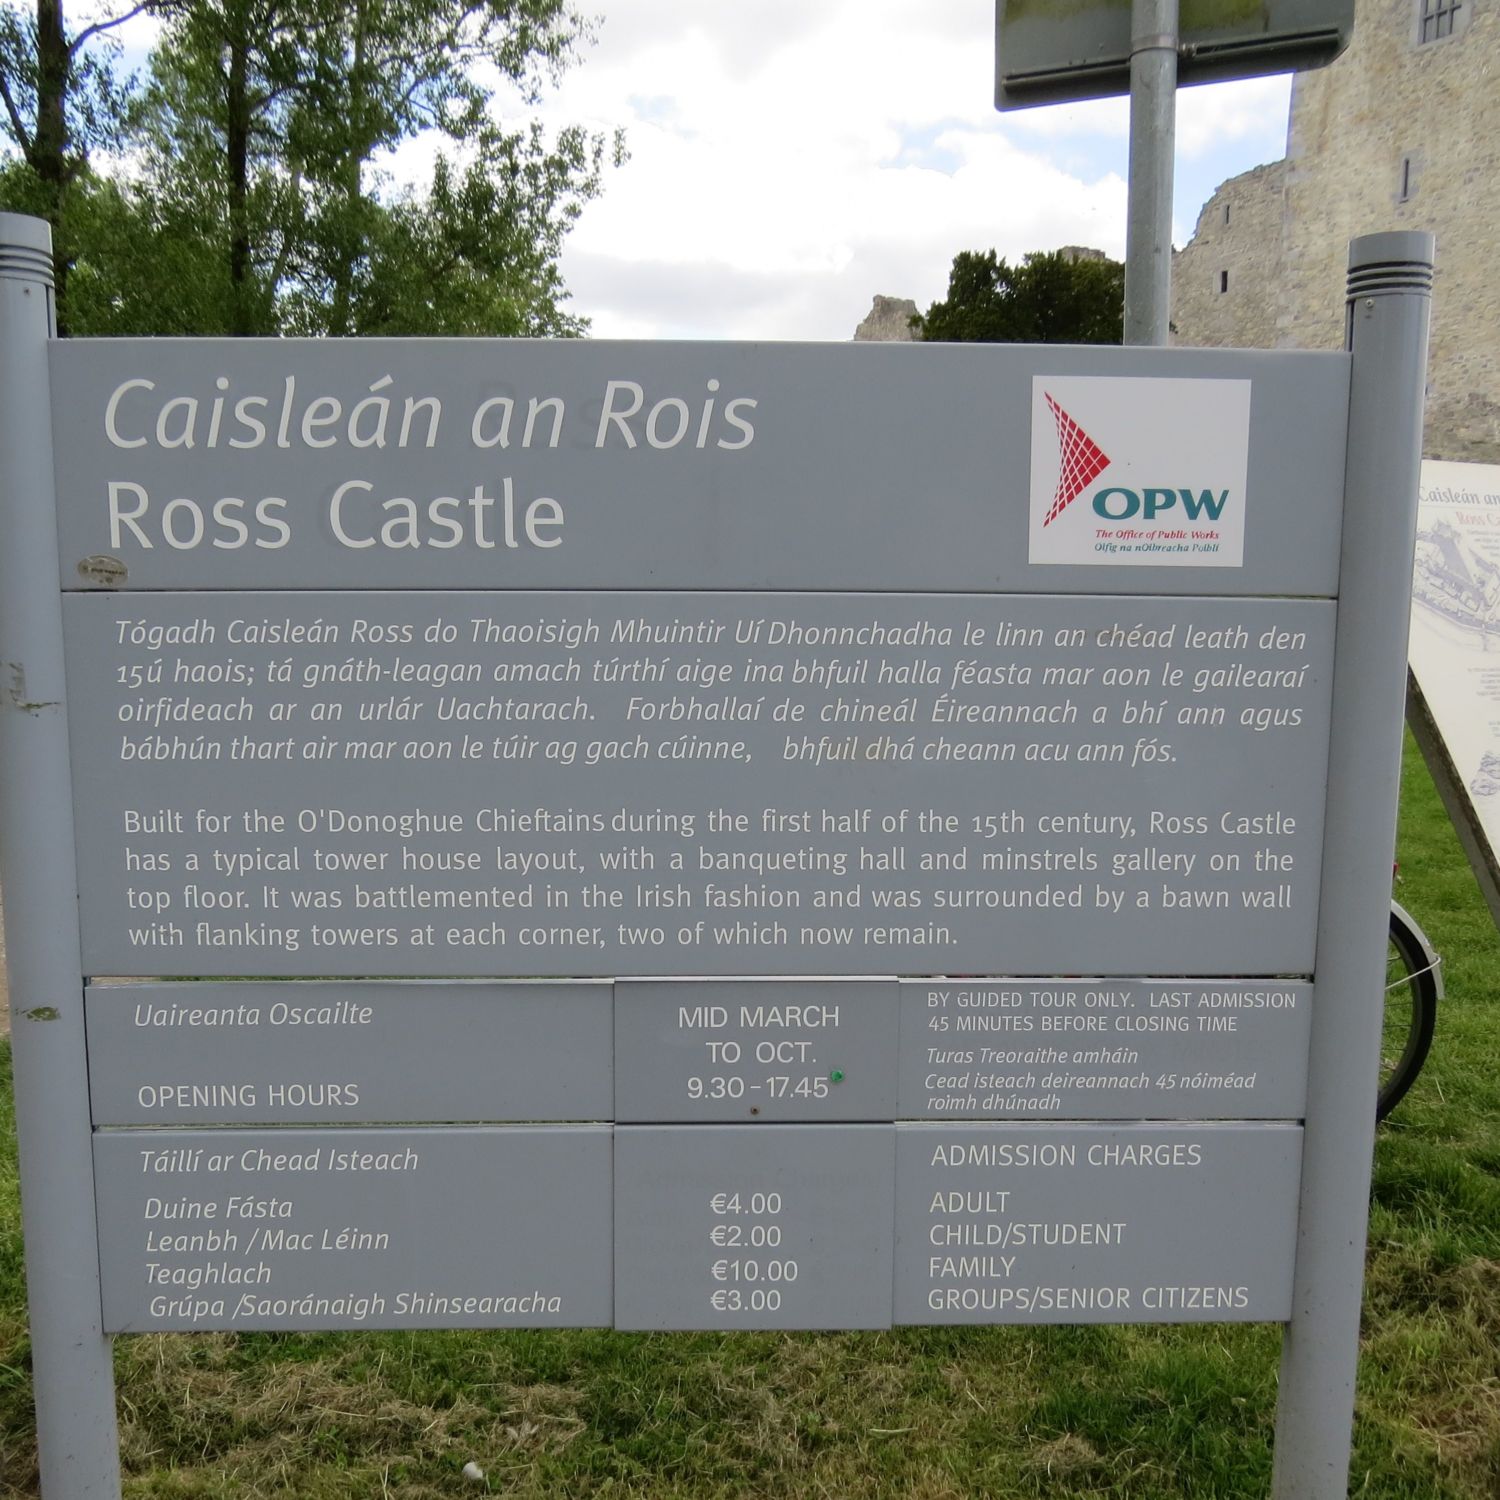 Caisleán an Rois
Ross Castle
OPW
The Office of Public Works
Oifig na nOibreacha Poiblí
Tógadh Caisleán Ross do Thaoisigh Mhuintir Uí Dhonnchadha le linn an chéad leath den
15ú haois; tá gnáth-leagan amach túrthí aige ina bhfuil halla féasta mar aon le gailearaí
oirfideach ar an urlár Uachtarach. Forbhallaí de chineál Éireannach a bhí ann agus
bábhún thart air mar aon le túir ag gach cúinne, bhfuil dhá cheann acu ann fós.
Built for the O'Donoghue Chieftains during the first half of the 15th century, Ross Castle
has a typical tower house layout, with a banqueting hall and minstrels gallery on the
top floor. It was battlemented in the Irish fashion and was surrounded by a bawn wall
with flanking towers at each corner, two of which now remain.
Uaireanta Oscailte
OPENING HOURS
MID MARCH
TO OCT.
9.30-17.45
BY GUIDED TOUR ONLY. LAST ADMISSION
45 MINUTES BEFORE CLOSING TIME
Turas Treoraithe amháin
Cead isteach deireannach 45 nóiméad
roimh dhúnadh
Táillí ar Chead Isteach
ADMISSION CHARGES
Duine Fásta €4.00 ADULT
Leanbh /Mac Léinn €2.00 CHILD/STUDENT
Teaghlach €10.00 FAMILY
Grúpa /Saoránaigh Shinsearacha €3.00 GROUPS/SENIOR CITIZENS
Caisleán an
Ross